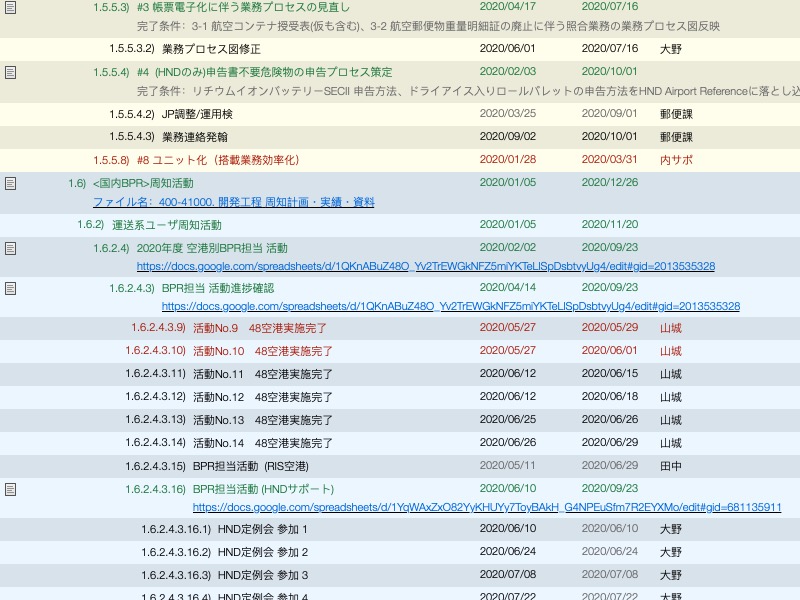 1.5.5.3) #3 帳票電子化に伴う業務プロセスの見直し 2020/04/17 2020/07/16
完了条件：3-1 航空コンテナ授受表(仮も含む)、3-2 航空郵便物重量明細証の廃止に伴う照合業務の業務プロセス図反映
1.5.5.3.2) 業務プロセス図修正 2020/06/01 2020/07/16 大野
1.5.5.4) #4 (HNDのみ)申告書不要危険物の申告プロセス策定 2020/02/03 2020/10/01
完了条件：リチウムイオンバッテリーSECII 申告方法、ドライアイス入りロールパレットの申告方法をHND Airport Referenceに落とし込
1.5.5.4.2) JP調整/運用検 2020/03/25 2020/09/01 郵便課
1.5.5.4.3) 業務連絡発翰 2020/09/02 2020/10/01 郵便課
1.5.5.8) #8 ユニット化（搭載業務効率化） 2020/01/28 2020/03/31 内サポ
1.6) <国内BPR>周知活動 2020/01/05 2020/12/26
ファイル名：400-41000. 開発工程 周知計画・実績・資料
1.6.2) 運送系ユーザ周知活動 2020/01/05 2020/11/20
1.6.2.4) 2020年度 空港別BPR担当 活動 2020/02/02 2020/09/23
https://docs.google.com/spreadsheets/d/1QKnABuZ48O_Yv2TrEWGkNFZ5miYKTeLlSpDsbtvyUg4/edit#gid=2013535328
1.6.2.4.3) BPR担当 活動進捗確認 2020/04/14 2020/09/23
https://docs.google.com/spreadsheets/d/1QKnABuZ48O_Yv2TrEWGkNFZ5miYKTeLlSpDsbtvyUg4/edit#gid=2013535328
1.6.2.4.3.9) 活動No.9　48空港実施完了 2020/05/27 2020/05/29 山城
1.6.2.4.3.10) 活動No.10　48空港実施完了 2020/05/27 2020/06/01 山城
1.6.2.4.3.11) 活動No.11　48空港実施完了 2020/06/12 2020/06/15 山城
1.6.2.4.3.12) 活動No.12　48空港実施完了 2020/06/12 2020/06/18 山城
1.6.2.4.3.13) 活動No.13　48空港実施完了 2020/06/25 2020/06/26 山城
1.6.2.4.3.14) 活動No.14　48空港実施完了 2020/06/26 2020/06/29 山城
1.6.2.4.3.15) BPR担当活動 (RIS空港) 2020/05/11 2020/06/29 田中
1.6.2.4.3.16) BPR担当活動 (HNDサポート) 2020/06/10 2020/09/23
https://docs.google.com/spreadsheets/d/1YqWAxZxO82YyKHUYy7ToyBAkH_G4NPEuSfm7R2EYXMo/edit#gid=681135911
1.6.2.4.3.16.1) HND定例会 参加 1 2020/06/10 2020/06/10 大野
1.6.2.4.3.16.2) HND定例会 参加 2 2020/06/24 2020/06/24 大野
1.6.2.4.3.16.3) HND定例会 参加 3 2020/07/08 2020/07/08 大野
1.6.2.4.3.16.4) HND定例会 参加 4 2020/07/22 2020/07/22 大野